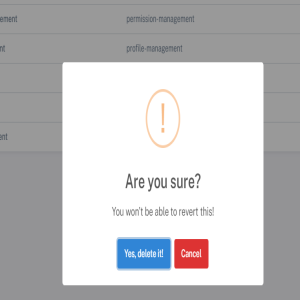 ement
permission-management
nt
profile-management
ent
!
Are you sure?
You won't be able to revert this!
Yes, delete it!
Cancel